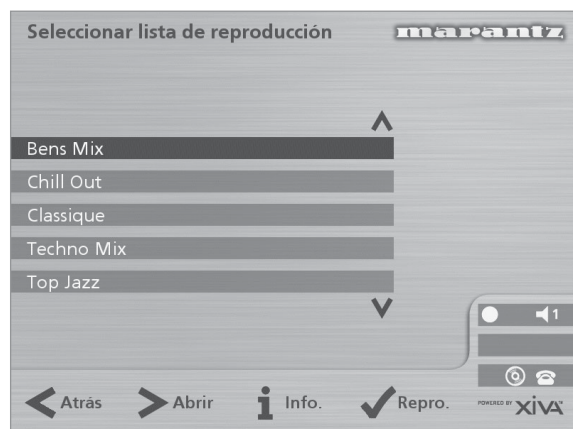 Seleccionar lista de reproducción
marantz
Bens Mix
Chill Out
Classique
Techno Mix
Top Jazz
1
Atrás Abrir Info. Repro. POWERED BY XiVA